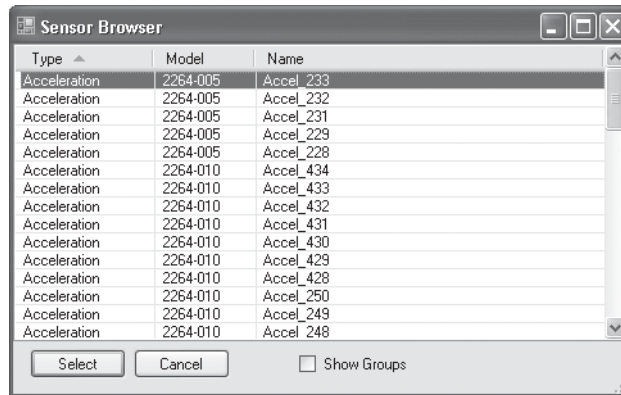 Sensor Browser
Type Model Name
Acceleration 2264-005 Accel_233
Acceleration 2264-005 Accel_232
Acceleration 2264-005 Accel_231
Acceleration 2264-005 Accel_229
Acceleration 2264-005 Accel_228
Acceleration 2264-010 Accel_434
Acceleration 2264-010 Accel_433
Acceleration 2264-010 Accel_432
Acceleration 2264-010 Accel_431
Acceleration 2264-010 Accel_430
Acceleration 2264-010 Accel_429
Acceleration 2264-010 Accel_428
Acceleration 2264-010 Accel_250
Acceleration 2264-010 Accel_249
Acceleration 2264-010 Accel_248
Select Cancel Show Groups